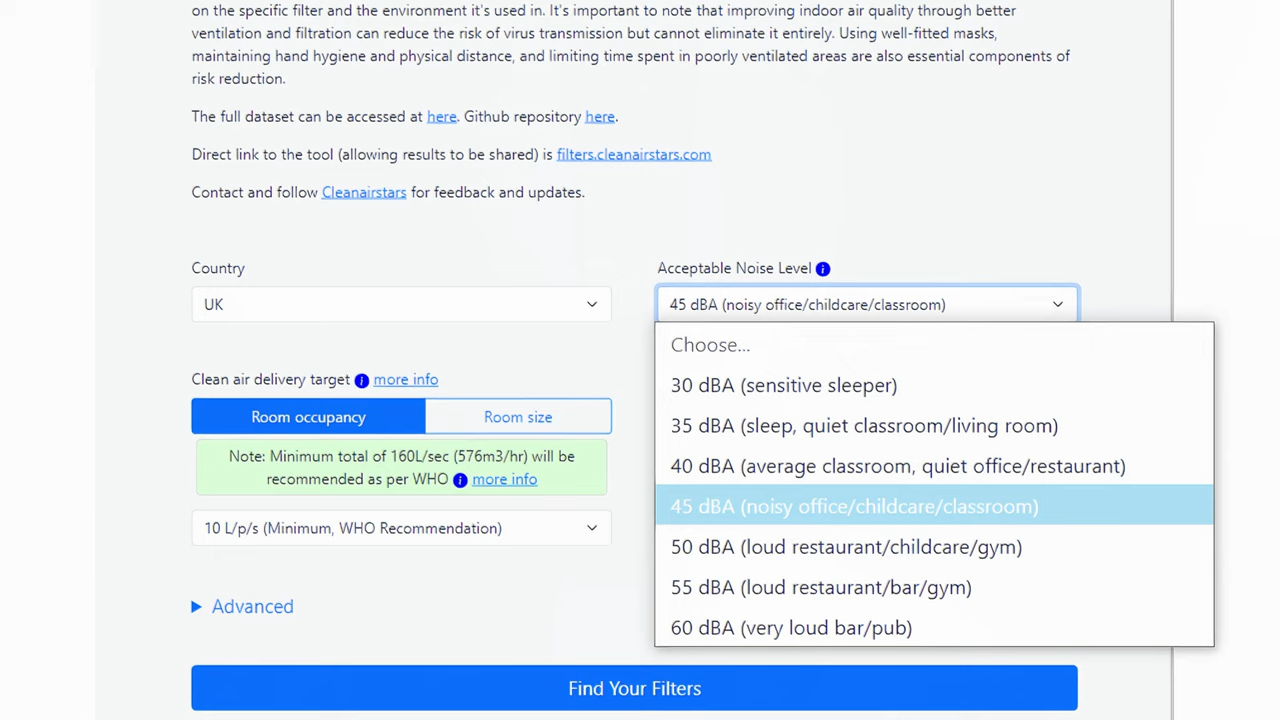 on the specific filter and the environment it's used in. It's important to note that improving indoor air quality through better
ventilation and filtration can reduce the risk of virus transmission but cannot eliminate it entirely. Using well-fitted masks,
maintaining hand hygiene and physical distance, and limiting time spent in poorly ventilated areas are also essential components of
risk reduction.
The full dataset can be accessed at here. Github repository here.
Direct link to the tool (allowing results to be shared) is filters.cleanairstars.com
Contact and follow Cleanairstars for feedback and updates.
Country
UK
Acceptable Noise Level i
45 dBA (noisy office/childcare/classroom)
Choose...
30 dBA (sensitive sleeper)
35 dBA (sleep, quiet classroom/living room)
40 dBA (average classroom, quiet office/restaurant)
45 dBA (noisy office/childcare/classroom)
50 dBA (loud restaurant/childcare/gym)
55 dBA (loud restaurant/bar/gym)
60 dBA (very loud bar/pub)
Clean air delivery target i more info
Room occupancy
Room size
Note: Minimum total of 160L/sec (576m3/hr) will be
recommended as per WHO i more info
10 L/p/s (Minimum, WHO Recommendation)
Advanced
Find Your Filters